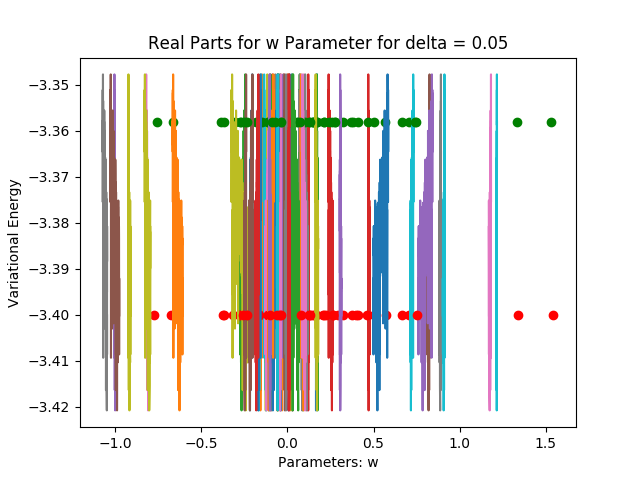 Real Parts for w Parameter for delta = 0.05
−3.35
−3.36
−3.37
−3.38
−3.39
−3.40
−3.41
−3.42
Variational Energy
−1.0 −0.5 0.0 0.5 1.0 1.5
Parameters: w